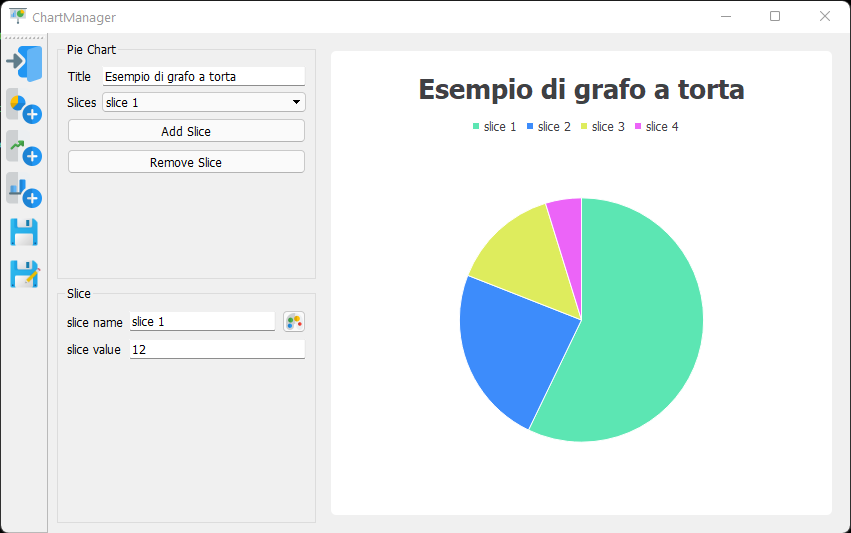 ChartManager
Pie Chart
Title Esempio di grafo a torta
Slices slice 1
Add Slice
Remove Slice
Slice
slice name slice 1
slice value 12
Esempio di grafo a torta
slice 1 slice 2 slice 3 slice 4